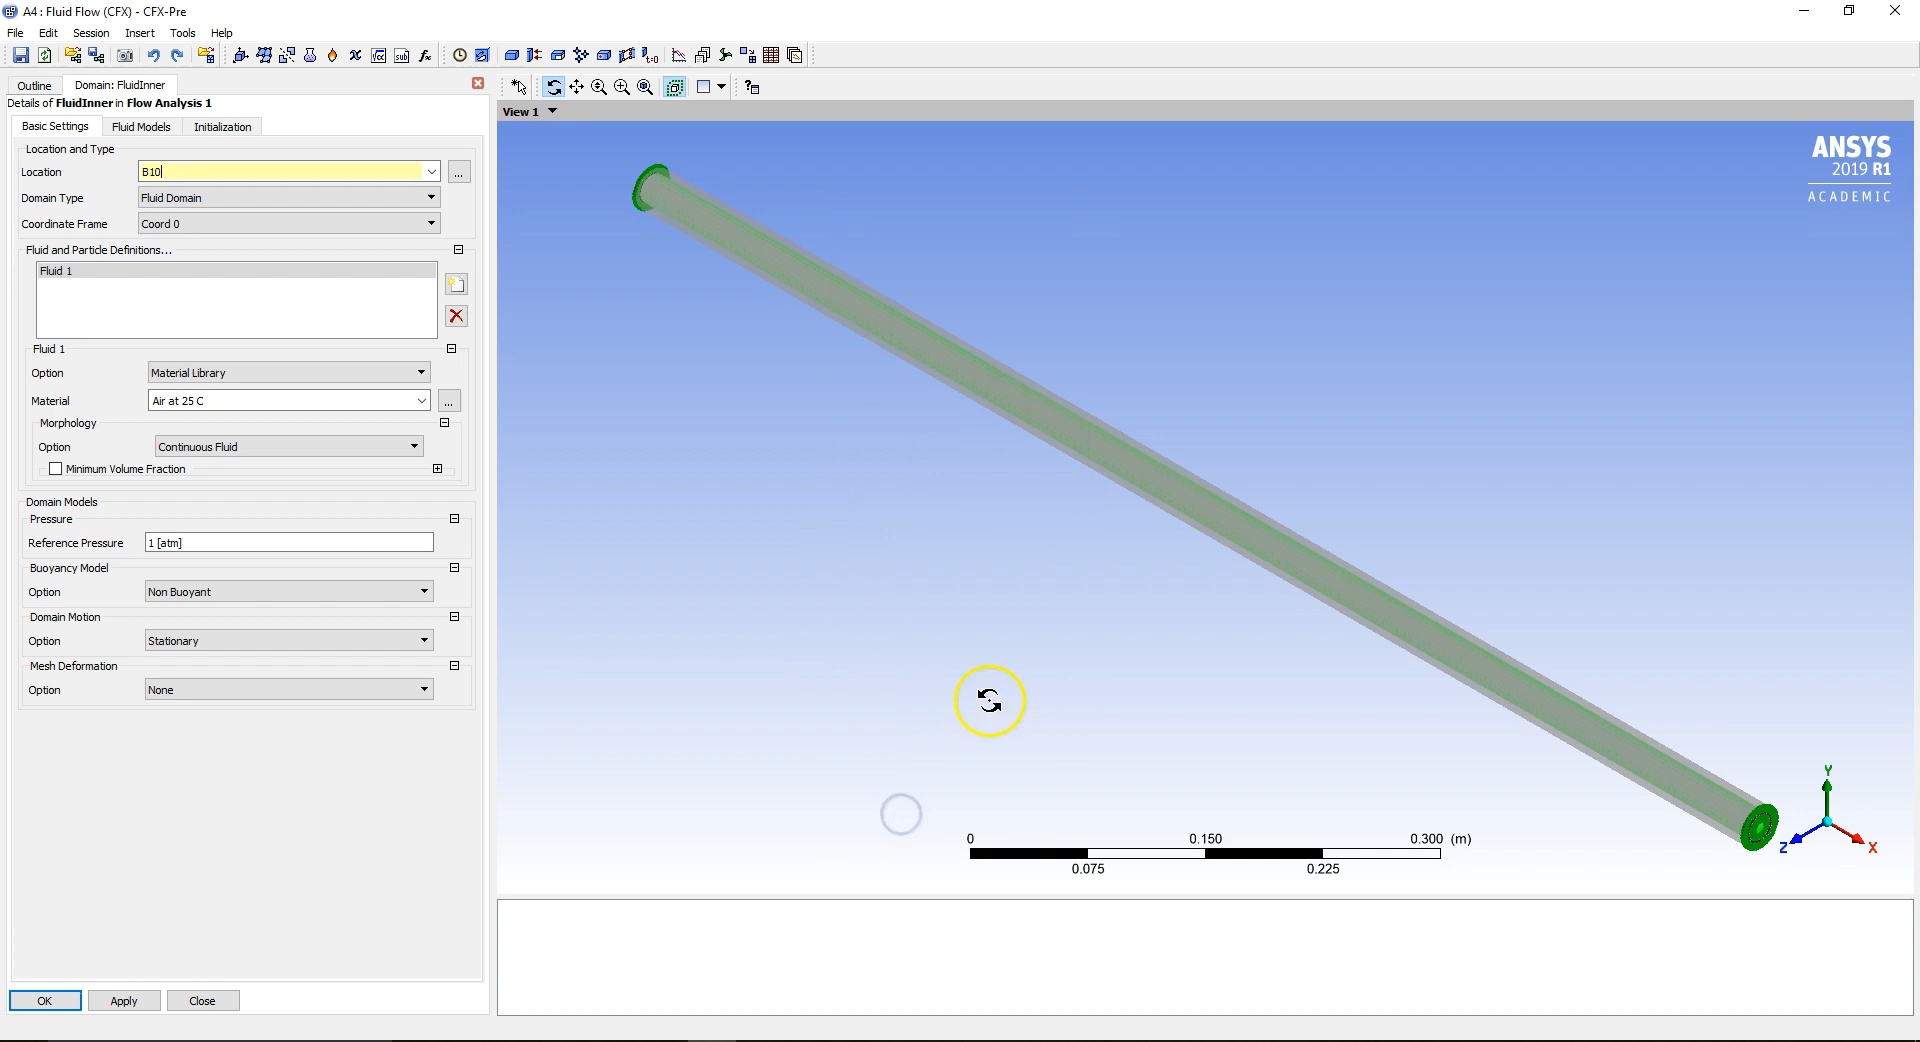 A4 : Fluid Flow (CFX) - CFX-Pre
File Edit Session Insert Tools Help
Outline Domain: FluidInner
Details of FluidInner in Flow Analysis 1
Basic Settings Fluid Models Initialization
Location and Type
Location B10 ...
Domain Type Fluid Domain
Coordinate Frame Coord 0
Fluid and Particle Definitions...
Fluid 1
Fluid 1
Option Material Library
Material Air at 25 C ...
Morphology
Option Continuous Fluid
Minimum Volume Fraction
Domain Models
Pressure
Reference Pressure 1 [atm]
Buoyancy Model
Option Non Buoyant
Domain Motion
Option Stationary
Mesh Deformation
Option None
OK Apply Close
View 1
ANSYS
2019 R1
ACADEMIC
0 0.150 0.300 (m)
0.075 0.225
Y
Z X